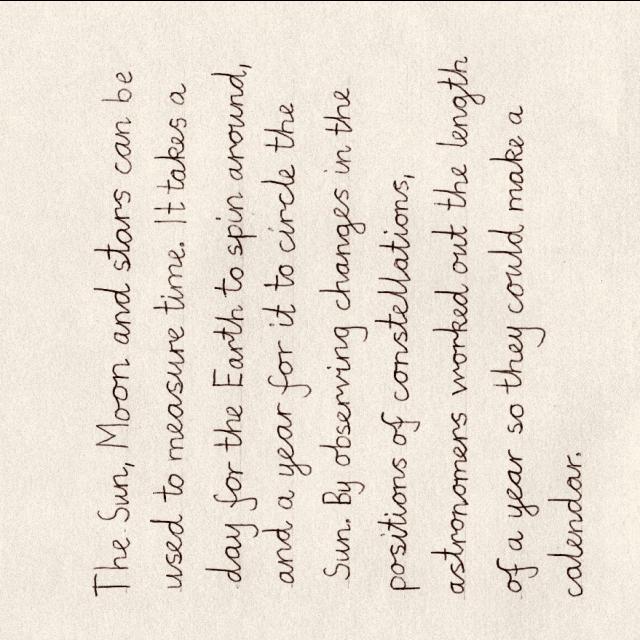 The Sun, Moon and stars can be
used to measure time. It takes a
day for the Earth to spin around,
and a year for it to circle the
Sun. By observing changes in the
positions of constellations,
astronomers worked out the length
of a year so they could make a
calendar.